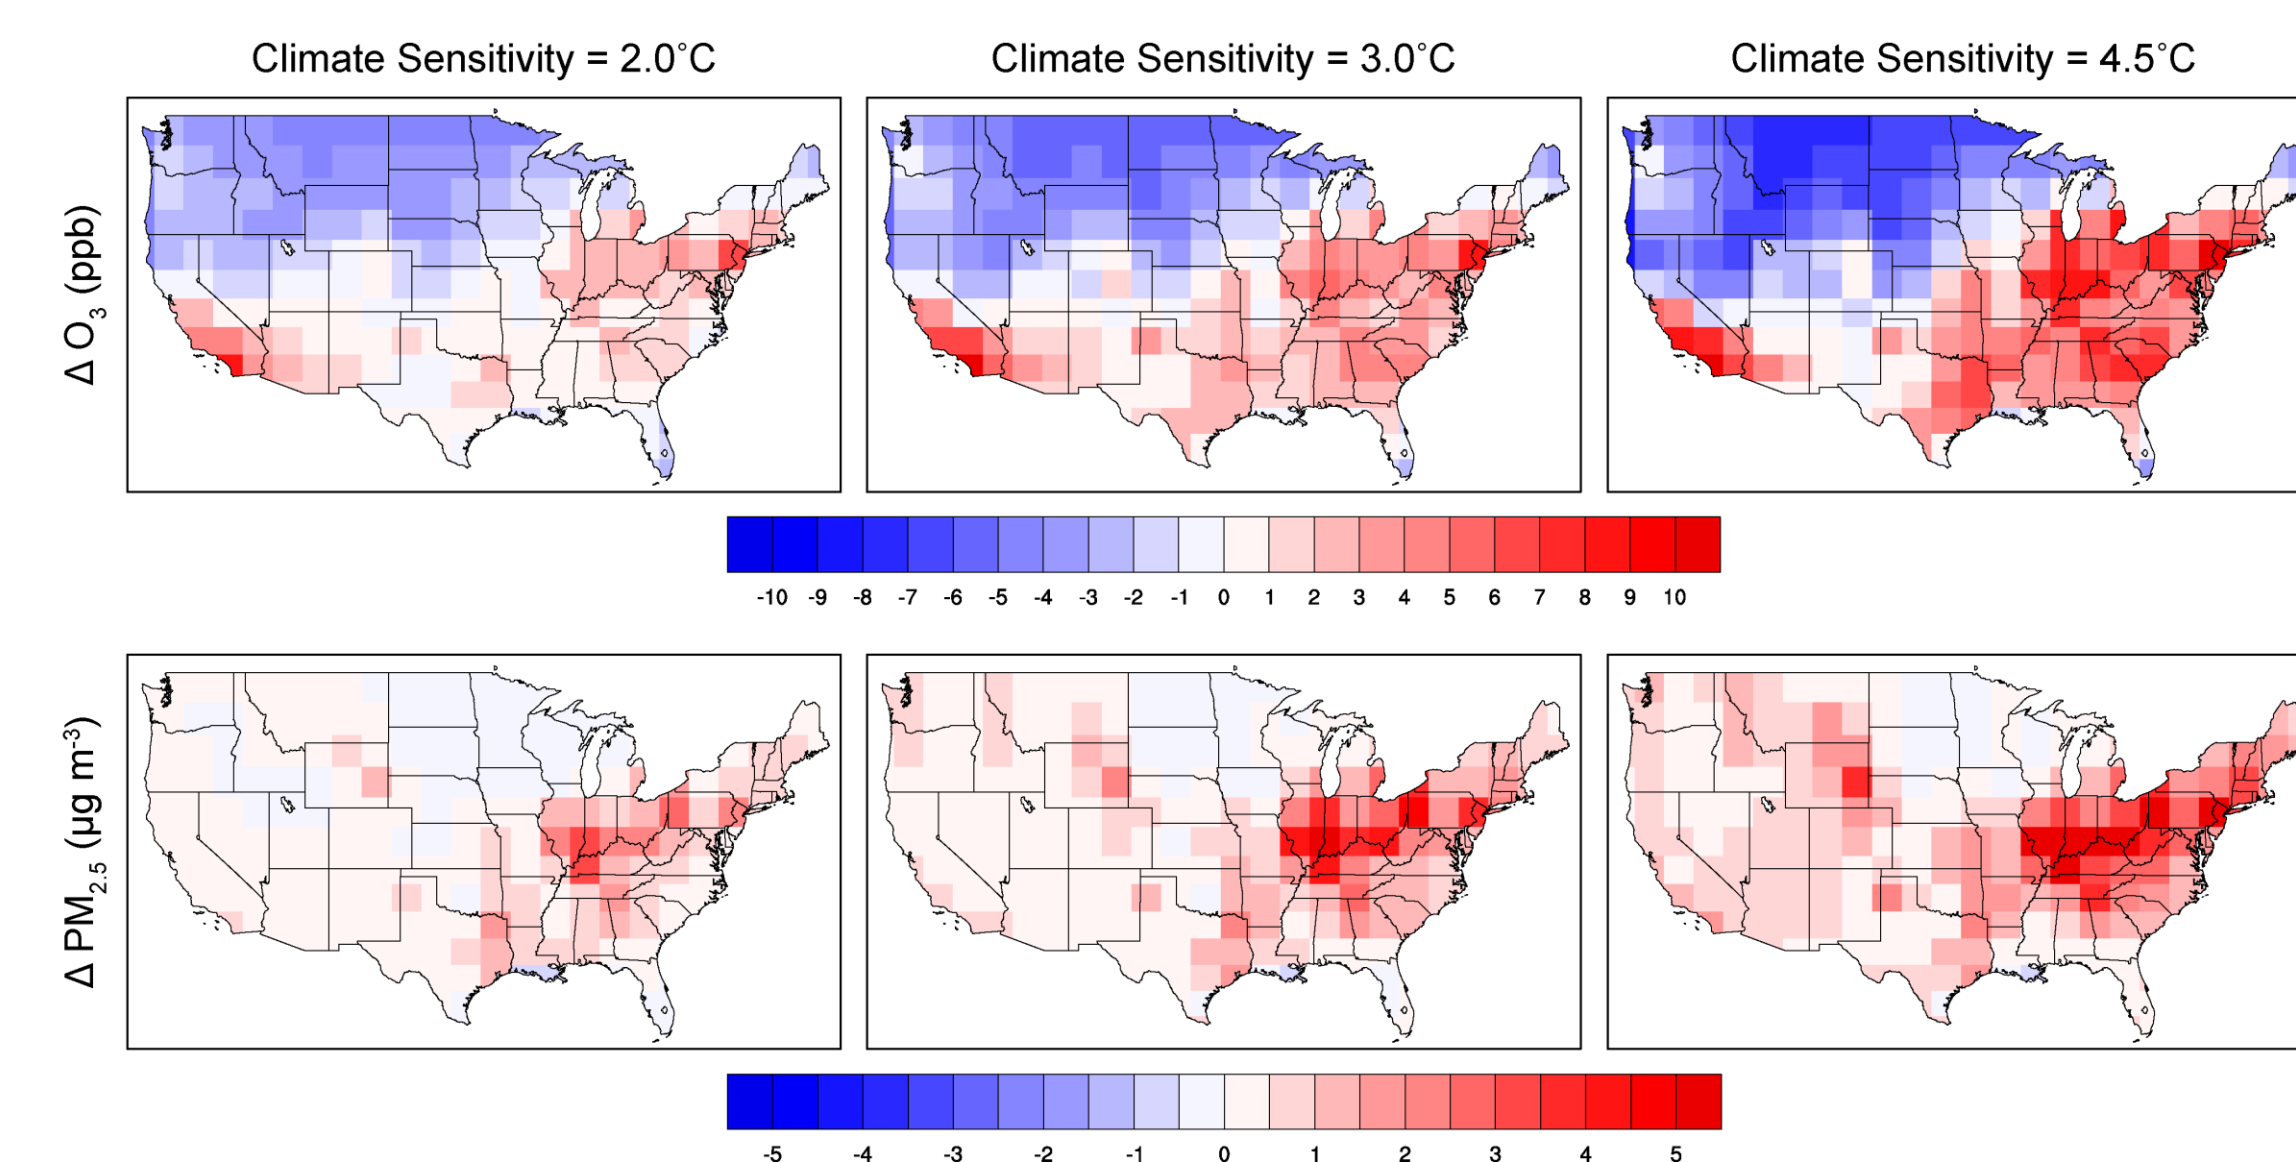 Climate Sensitivity = 2.0°C Climate Sensitivity = 3.0°C Climate Sensitivity = 4.5°C
Δ O3 (ppb)
-10 -9 -8 -7 -6 -5 -4 -3 -2 -1 0 1 2 3 4 5 6 7 8 9 10
Δ PM2.5 (µg m-3)
-5 -4 -3 -2 -1 0 1 2 3 4 5